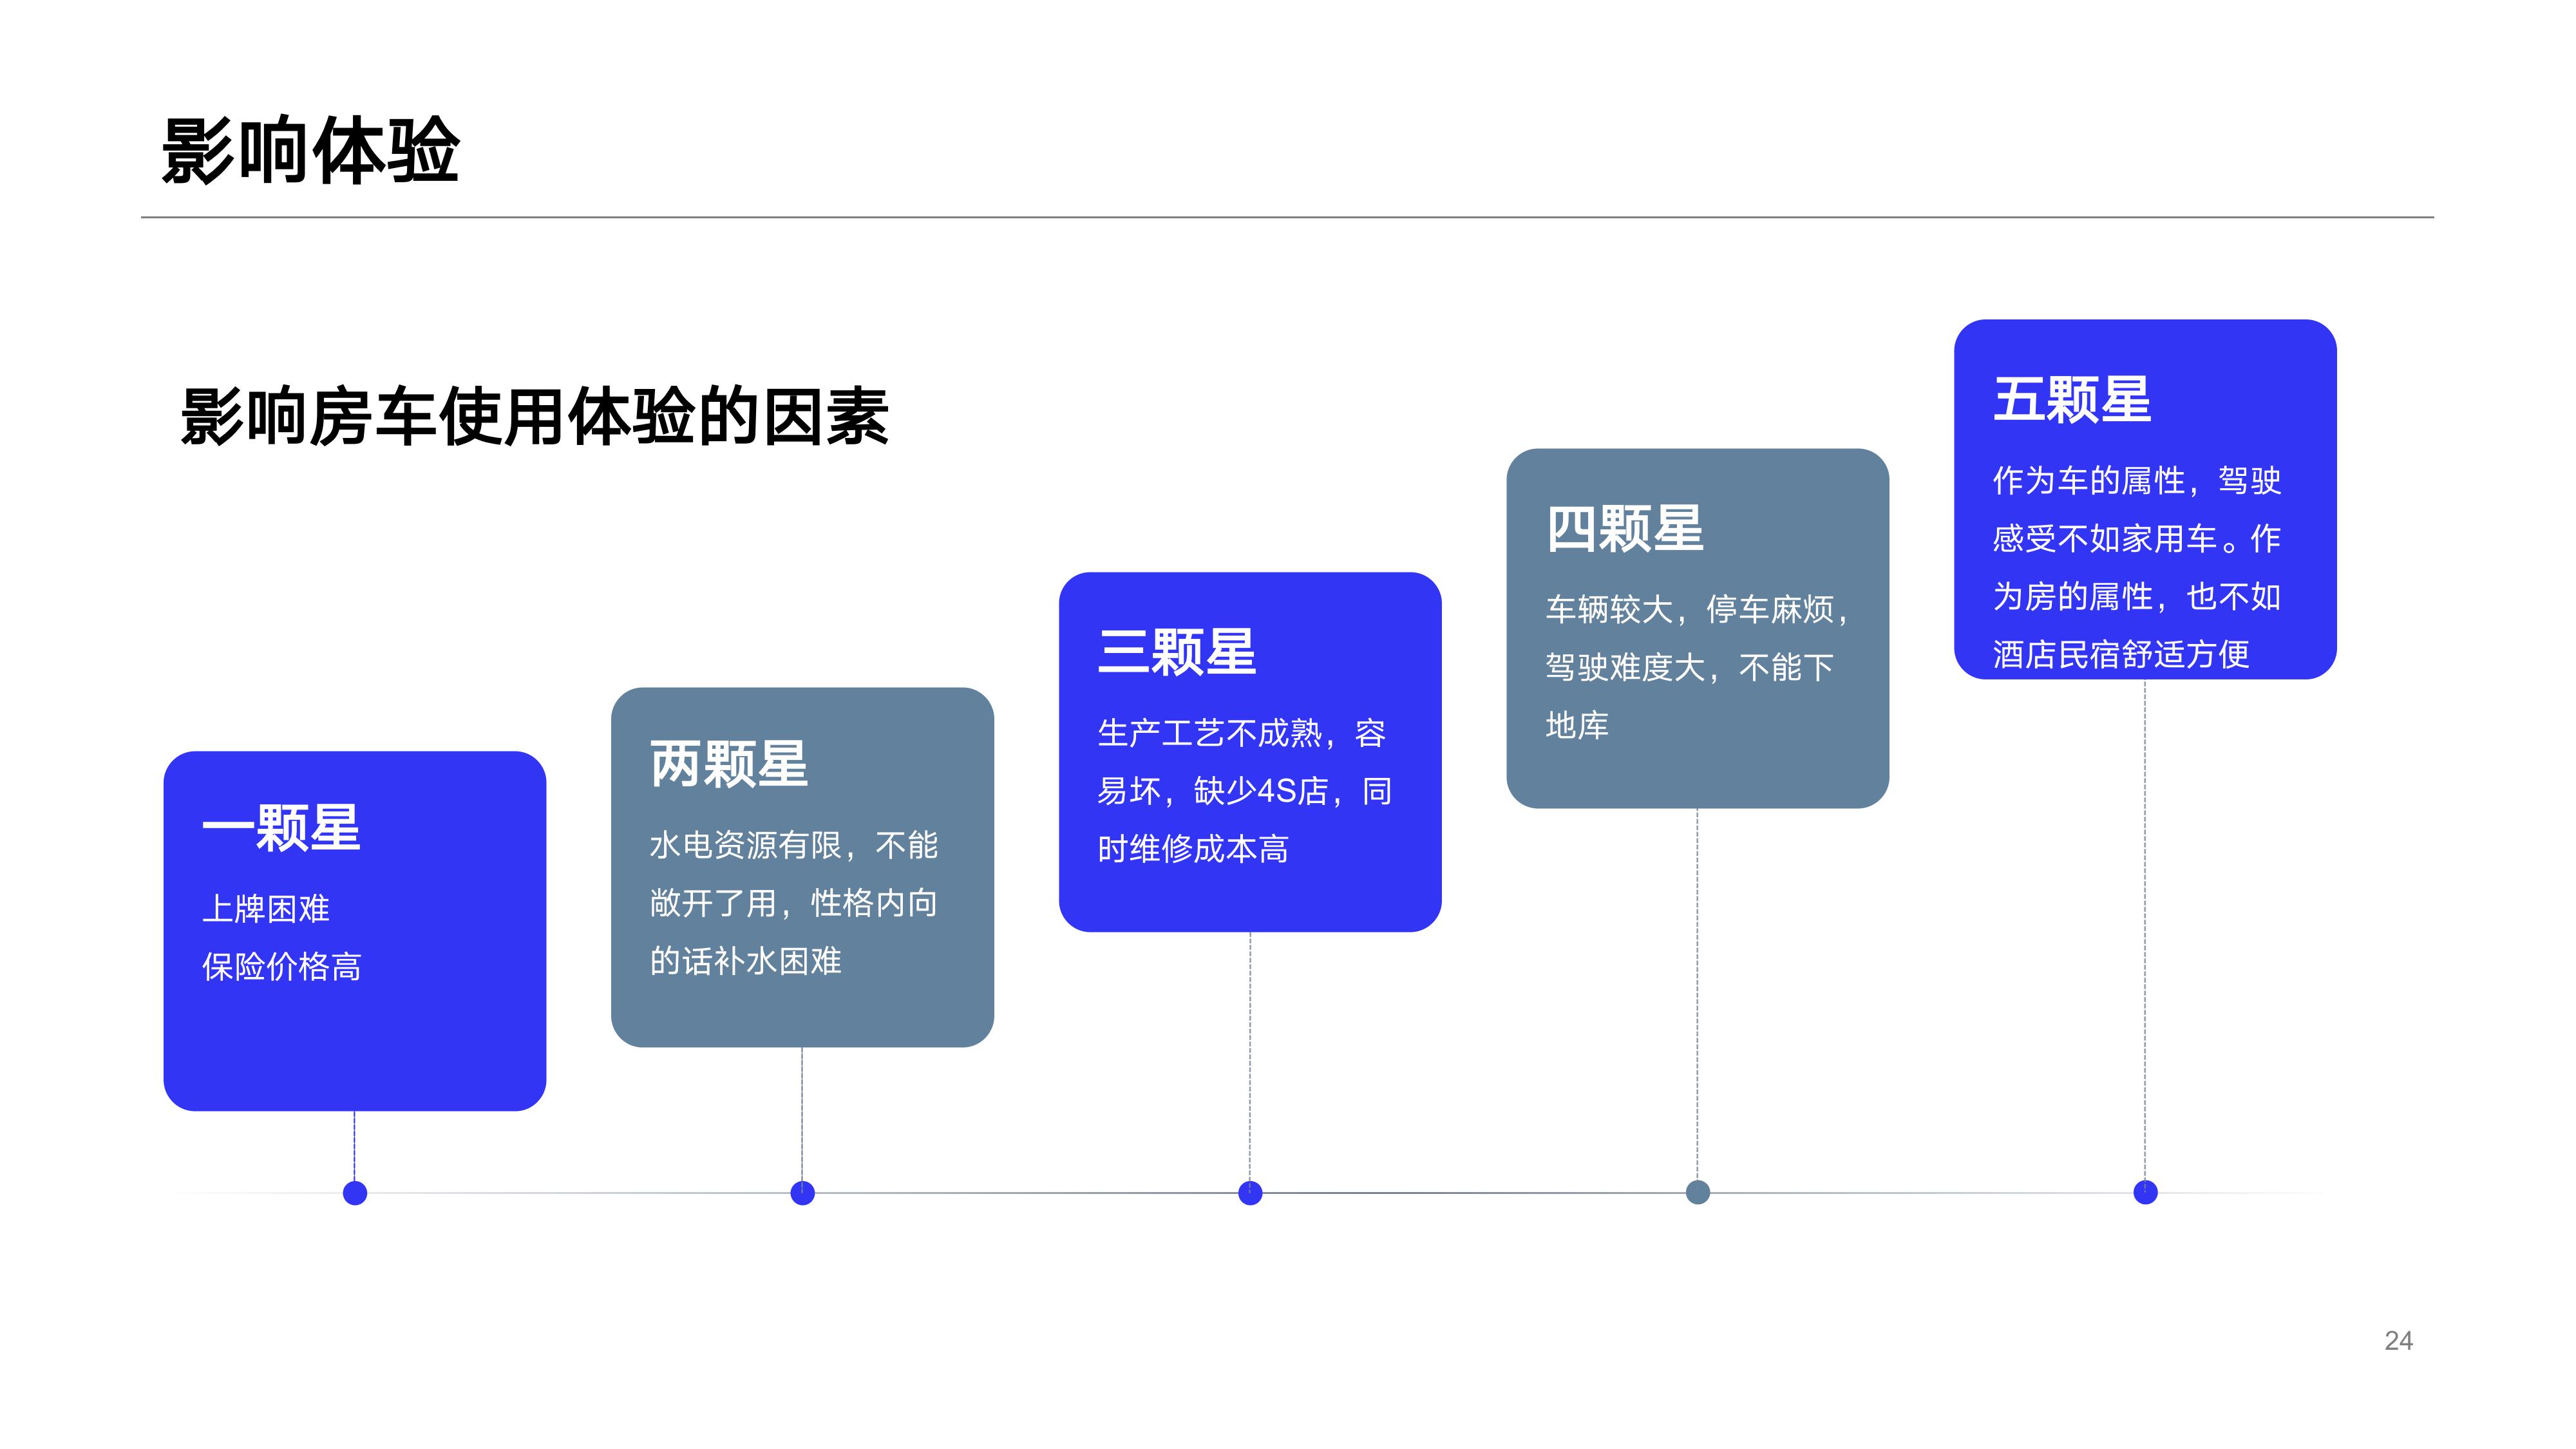 影响体验
影响房车使用体验的因素
一颗星
上牌困难
保险价格高
两颗星
水电资源有限，不能
敞开了用，性格内向
的话补水困难
三颗星
生产工艺不成熟，容
易坏，缺少4S店，同
时维修成本高
四颗星
车辆较大，停车麻烦，
驾驶难度大，不能下
地库
五颗星
作为车的属性，驾驶
感受不如家用车。作
为房的属性，也不如
酒店民宿舒适方便
24